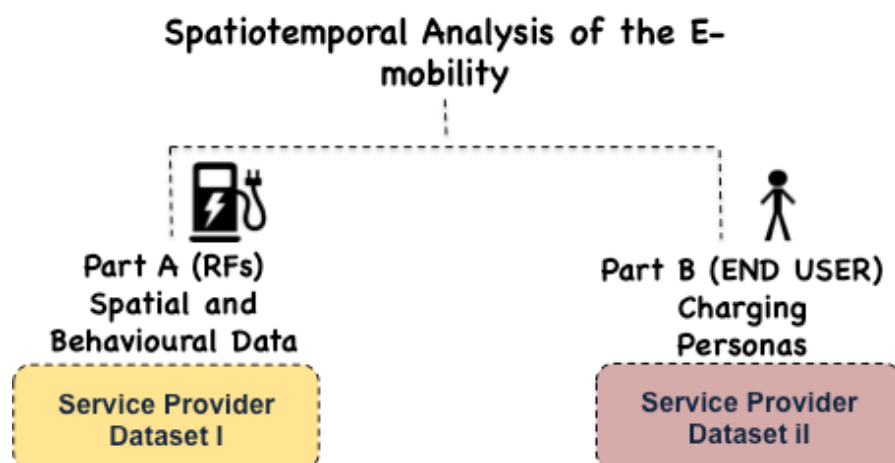 Spatiotemporal Analysis of the E-
mobility
Part A (RFs)
Spatial and
Behavioural Data
Service Provider
Dataset I
Part B (END USER)
Charging
Personas
Service Provider
Dataset iI